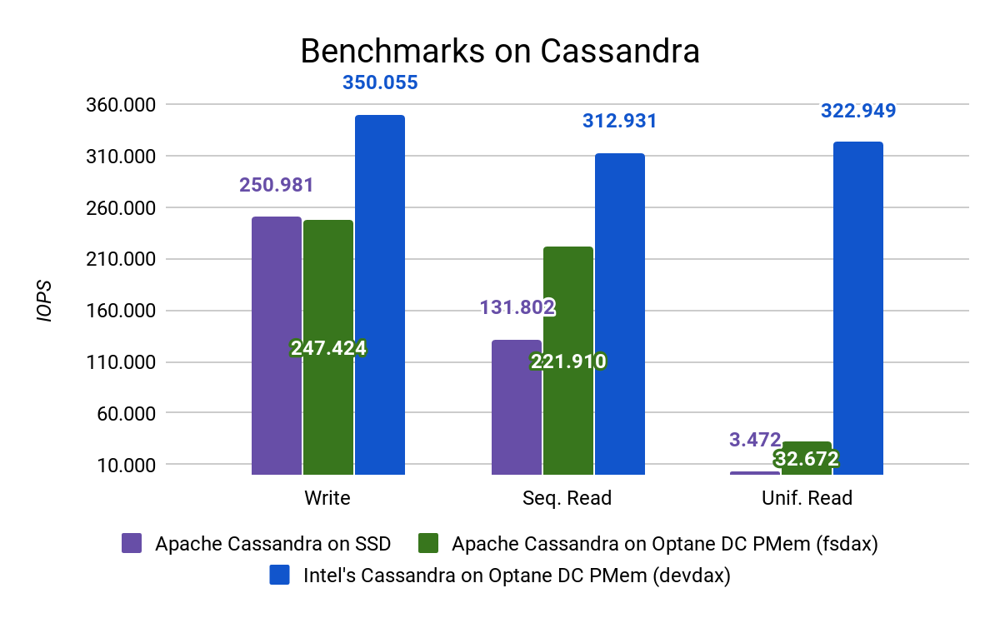 Benchmarks on Cassandra
350.055
360.000
322.949
312.931
310.000
250.981
260.000
210.000
IOPS
160.000
131.802
247.424
110.000
221.910
60.000
3.472
32.672
10.000
Write
Seq. Read
Unif. Read
Apache Cassandra on SSD
Apache Cassandra on Optane DC PMem (fsdax)
Intel's Cassandra on Optane DC PMem (devdax)